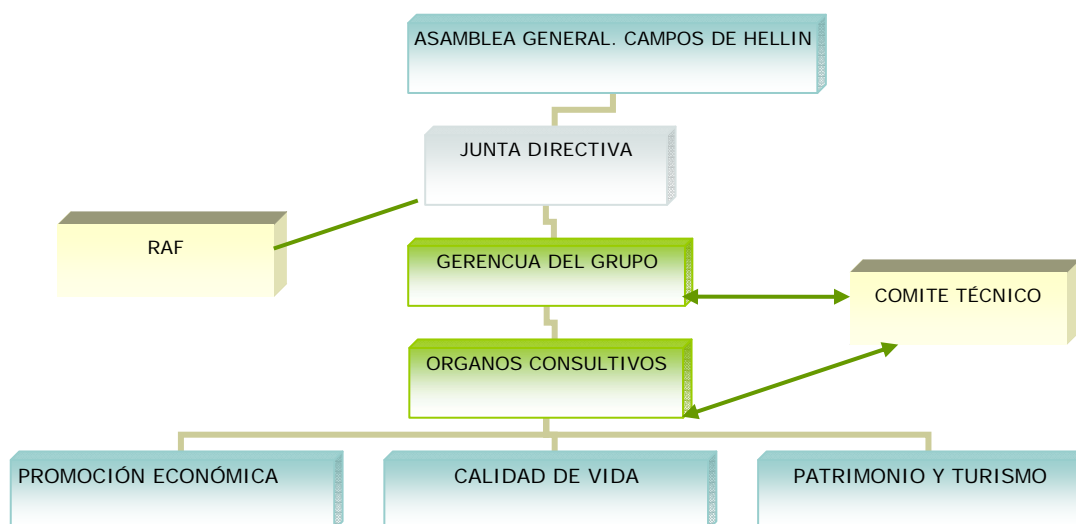 ASAMBLEA GENERAL. CAMPOS DE HELLIN
JUNTA DIRECTIVA
RAF
GERENCUA DEL GRUPO
COMITE TÉCNICO
ORGANOS CONSULTIVOS
PROMOCIÓN ECONÓMICA
CALIDAD DE VIDA
PATRIMONIO Y TURISMO